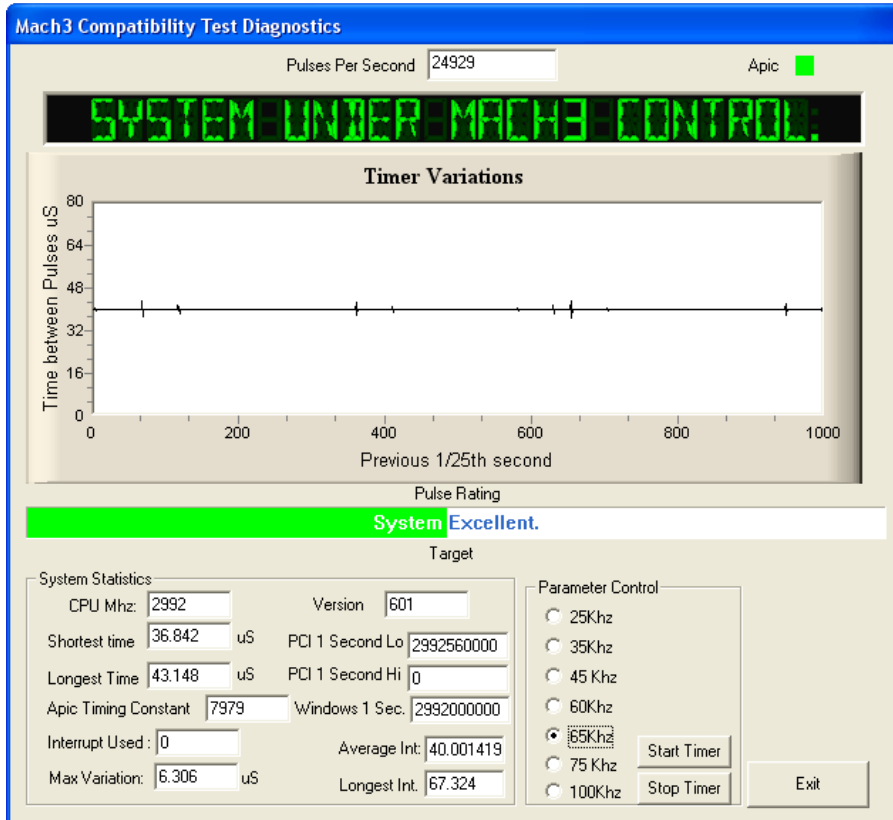 Mach3 Compatibility Test Diagnostics
Pulses Per Second 24929 Apic
SYSTEM UNDER MACH3 CONTROL:
Timer Variations
Time between Pulses uS
80
64
48
32
16
0
0 200 400 600 800 1000
Previous 1/25th second
Pulse Rating
System Excellent.
Target
System Statistics
CPU Mhz: 2992 Version 601
Shortest time 36.842 uS PCI 1 Second Lo 2992560000
Longest Time 43.148 uS PCI 1 Second Hi 0
Apic Timing Constant 7979 Windows 1 Sec. 2992000000
Interrupt Used : 0 Average Int: 40.001419
Max Variation: 6.306 uS Longest Int. 67.324
Parameter Control
25Khz
35Khz
45 Khz
60Khz
65Khz
75 Khz
100Khz
Start Timer
Stop Timer
Exit